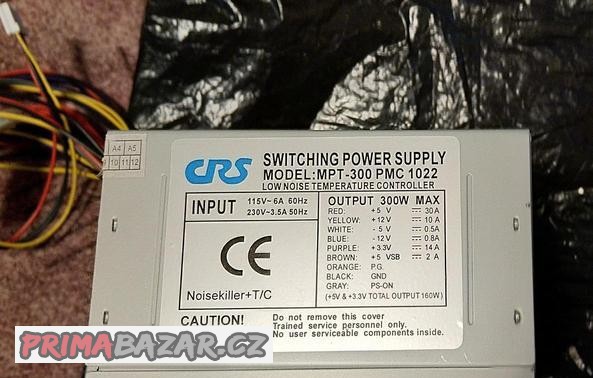 A4 A5
10 11 12
CRS
SWITCHING POWER SUPPLY
MODEL:MPT-300 PMC 1022
LOW NOISE TEMPERATURE CONTROLLER
INPUT
115V~ 6A 60Hz
230V~3.5A 50Hz
OUTPUT 300W MAX
RED: +5 V 30A
YELLOW: +12 V 10A
WHITE: -5 V 0.5A
BLUE: -12 V 0.8A
PURPLE: +3.3V 14A
BROWN: +5 VSB 2A
ORANGE: P.G.
BLACK: GND
GRAY: PS-ON
(+5V & +3.3V TOTAL OUTPUT 160W)
CE
Noisekiller+T/C
CAUTION!
Do not remove this cover
Trained service personnel only.
No user serviceable components inside.
PRIMABAZAR.CZ